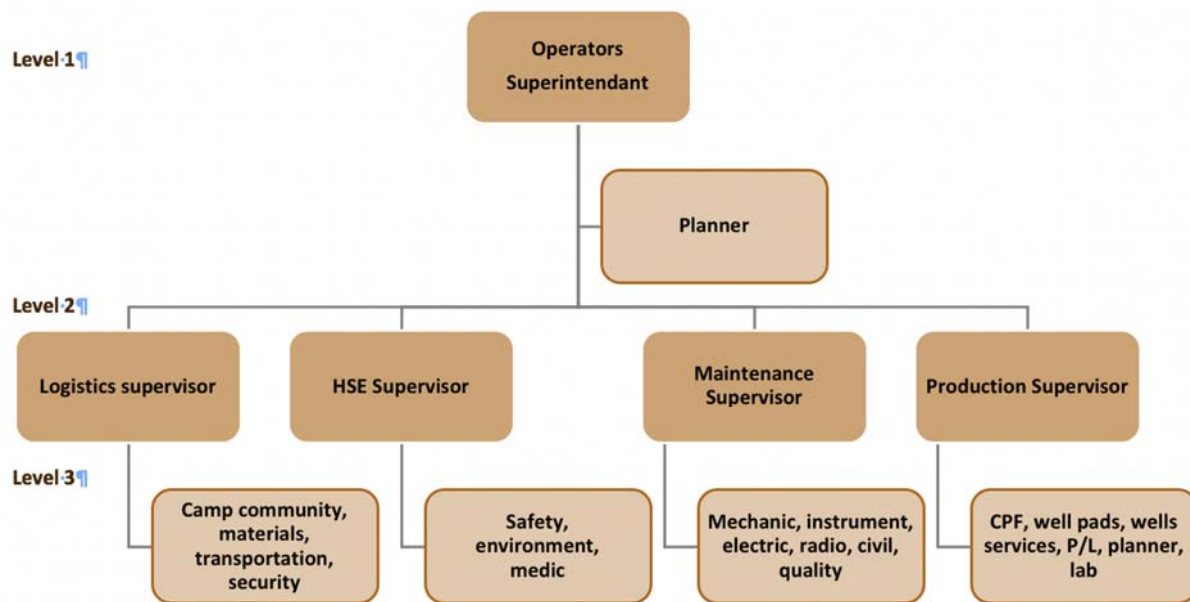 Level·1¶
Operators
Superintendant
Planner
Level·2¶
Logistics supervisor
HSE Supervisor
Maintenance
Supervisor
Production Supervisor
Level·3¶
Camp community,
materials,
transportation,
security
Safety,
environment,
medic
Mechanic, instrument,
electric, radio, civil,
quality
CPF, well pads, wells
services, P/L, planner,
lab